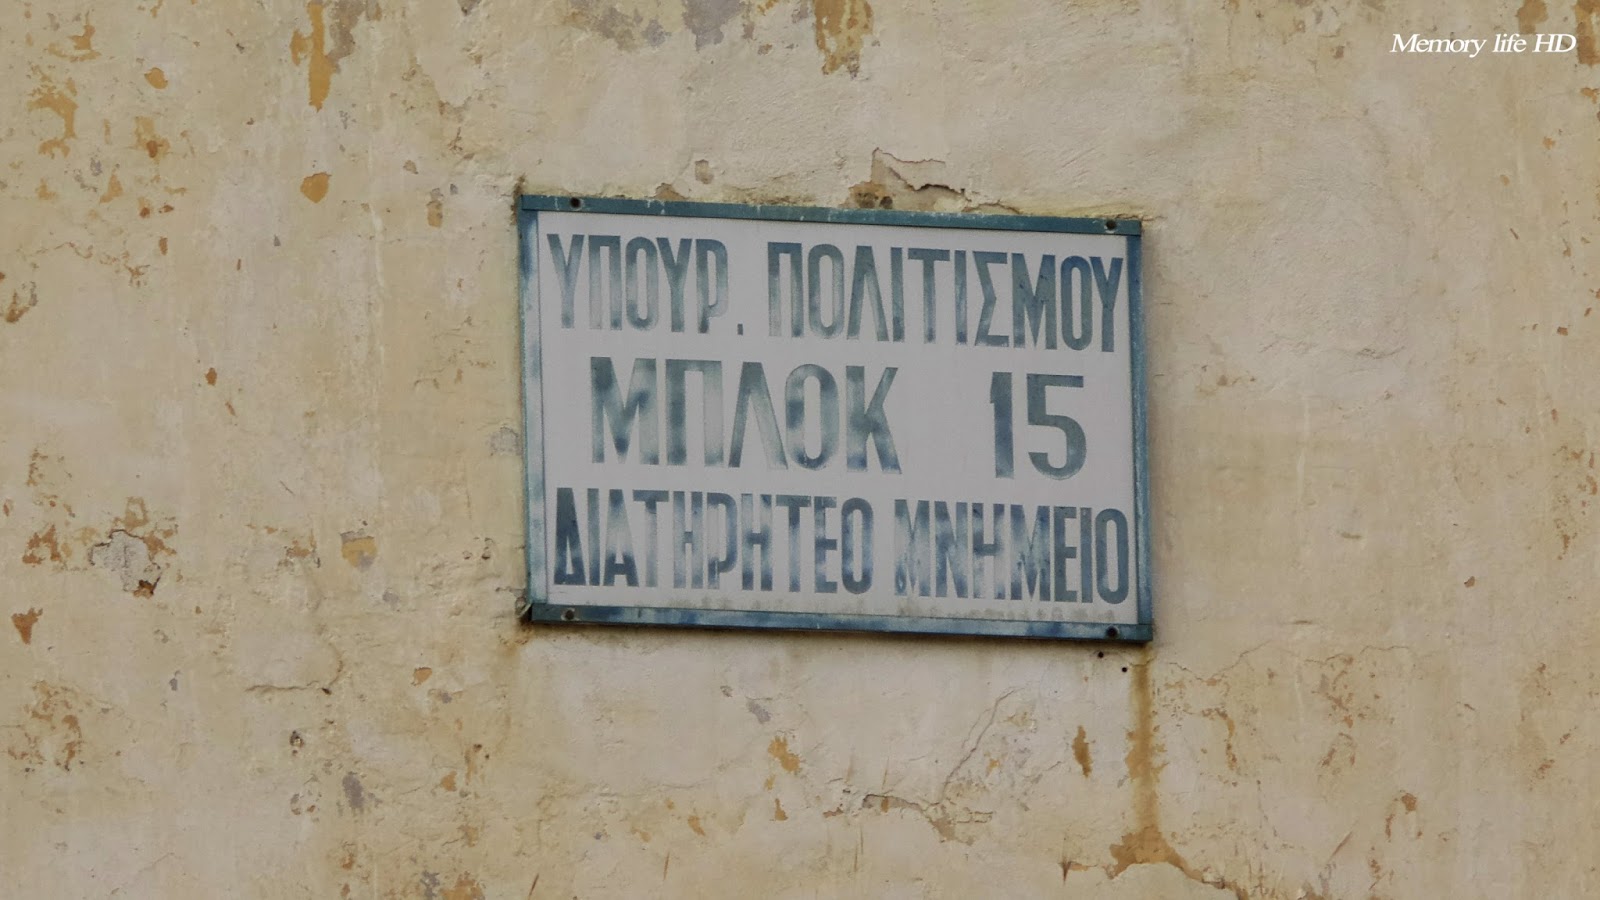 Memory life HD
ΥΠΟΥΡ. ΠΟΛΙΤΙΣΜΟΥ
ΜΠΛΟΚ 15
ΔΙΑΤΗΡΗΤΕΟ ΜΝΗΜΕΙΟ